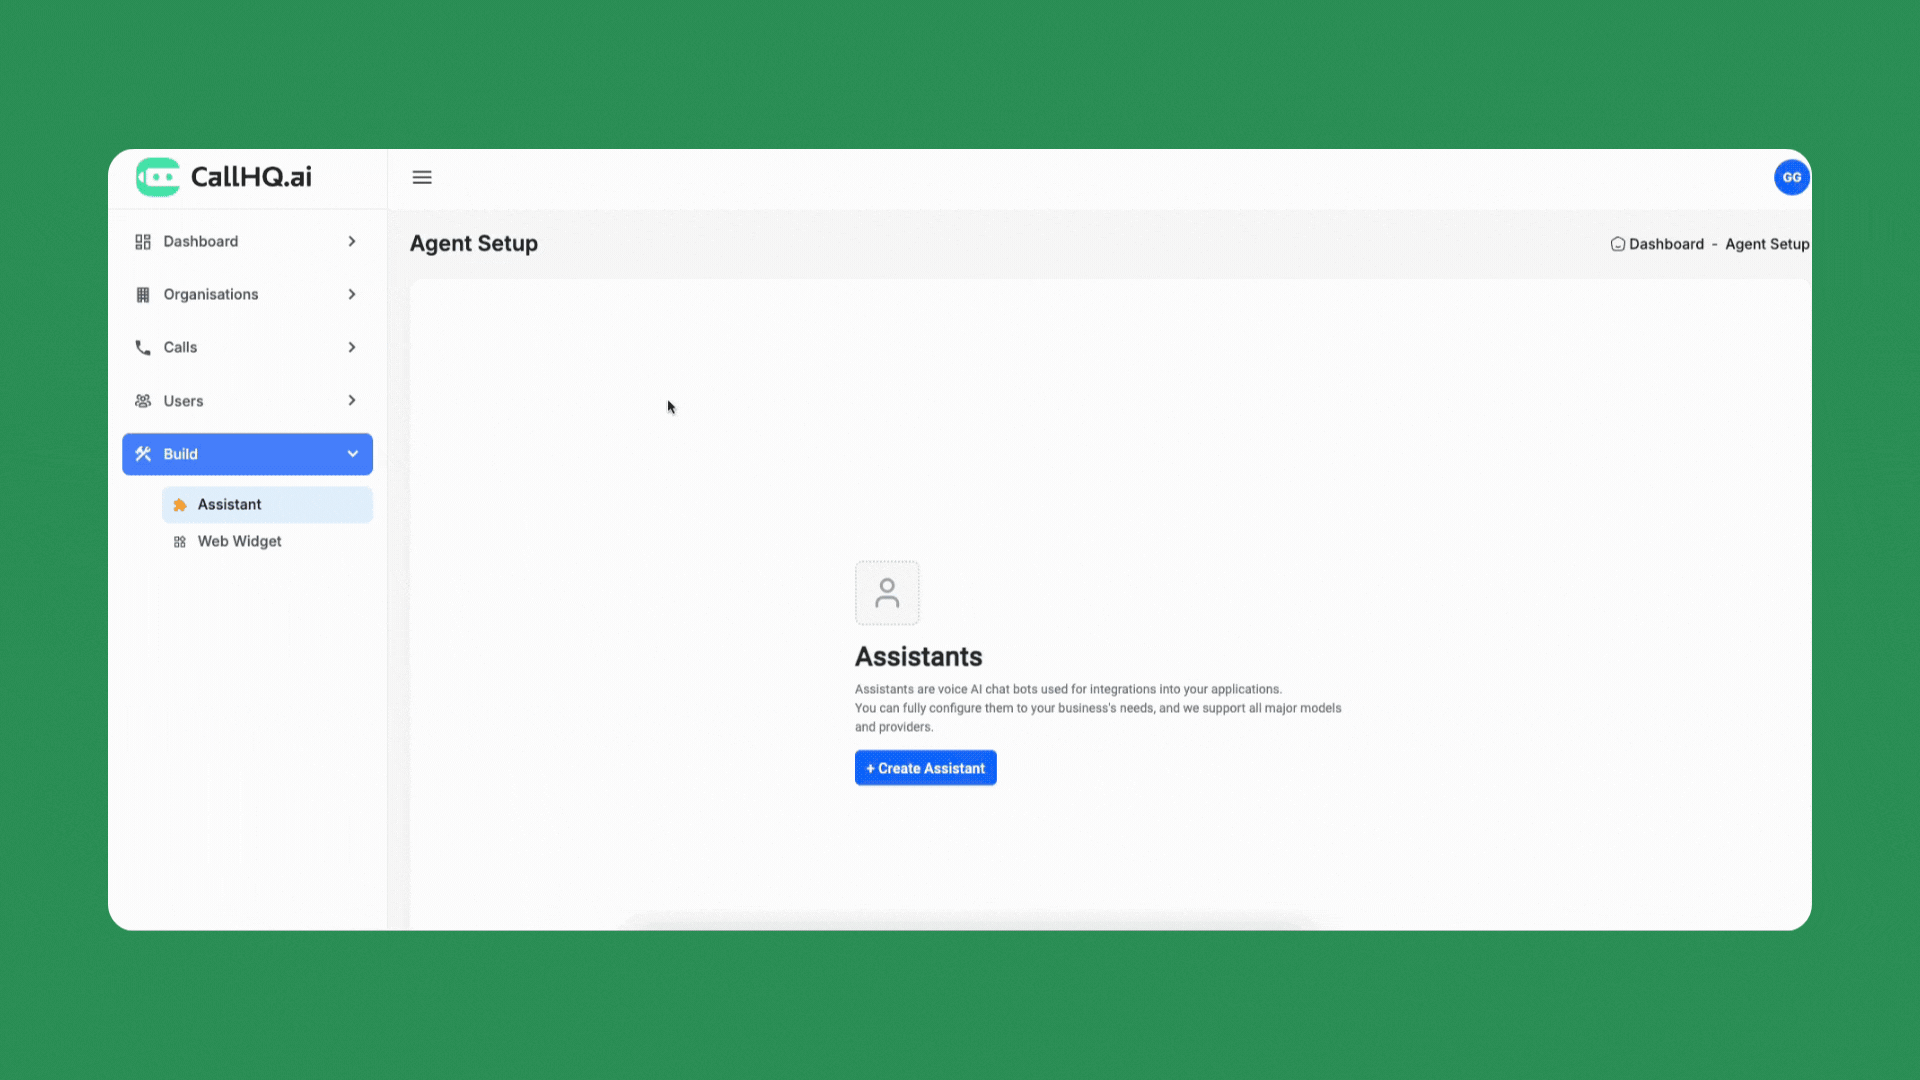 CallHQ.ai
GG
Dashboard
Organisations
Calls
Users
Build
Assistant
Web Widget
Agent Setup
Dashboard - Agent Setup
Assistants
Assistants are voice AI chat bots used for integrations into your applications.
You can fully configure them to your business's needs, and we support all major models
and providers.
+ Create Assistant